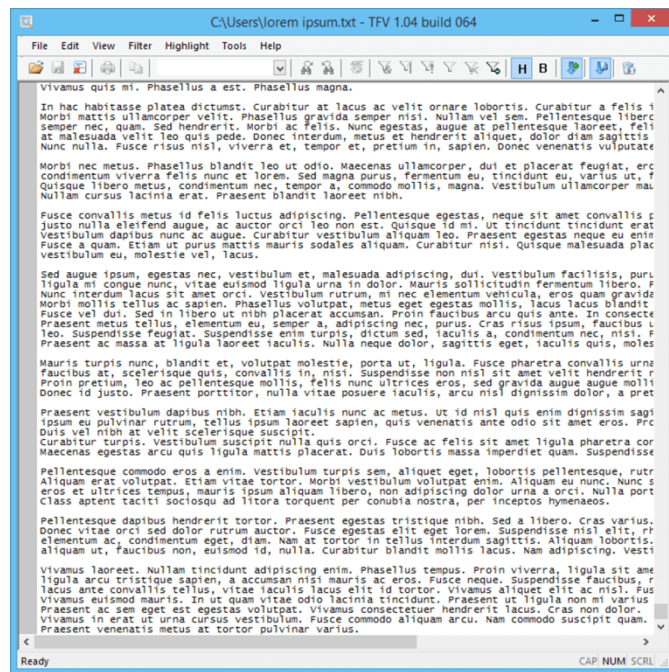 C:\Users\lorem ipsum.txt - TFV 1.04 build 064
File Edit View Filter Highlight Tools Help
H B
Vivamus quis mi. Phasellus a est. Phasellus magna.
In hac habitasse platea dictumst. Curabitur at lacus ac velit ornare lobortis. Curabitur a felis i
Morbi mattis ullamcorper velit. Phasellus gravida semper nisi. Nullam vel sem. Pellentesque liberc
semper nec, quam. Sed hendrerit. Morbi ac felis. Nunc egestas, augue at pellentesque laoreet, feli
at malesuada velit leo quis pede. Donec interdum, metus et hendrerit aliquet, dolor diam sagittis
Nunc nulla. Fusce risus nisl, viverra et, tempor et, pretium in, sapien. Donec venenatis vulputate
Morbi nec metus. Phasellus blandit leo ut odio. Maecenas ullamcorper, dui et placerat feugiat, erc
condimentum viverra felis nunc et lorem. Sed magna purus, fermentum eu, tincidunt eu, varius ut, f
Quisque libero metus, condimentum nec, tempor a, commodo mollis, magna. Vestibulum ullamcorper mau
Nullam cursus lacinia erat. Praesent blandit laoreet nibh.
Fusce convallis metus id felis luctus adipiscing. Pellentesque egestas, neque sit amet convallis p
justo nulla eleifend augue, ac auctor orci leo non est. Quisque id mi. Ut tincidunt tincidunt erat
Vestibulum dapibus nunc ac augue. Curabitur vestibulum aliquam leo. Praesent egestas neque eu enim
Fusce a quam. Etiam ut purus mattis mauris sodales aliquam. Curabitur nisi. Quisque malesuada plac
vestibulum eu, molestie vel, lacus.
Sed augue ipsum, egestas nec, vestibulum et, malesuada adipiscing, dui. Vestibulum facilisis, puru
ligula mi congue nunc, vitae euismod ligula urna in dolor. Mauris sollicitudin fermentum libero. F
Nunc interdum lacus sit amet orci. Vestibulum rutrum, mi nec elementum vehicula, eros quam gravida
Morbi mollis tellus ac sapien. Phasellus volutpat, metus eget egestas mollis, lacus lacus blandit
Fusce vel dui. Sed in libero ut nibh placerat accumsan. Proin faucibus arcu quis ante. In consecte
Praesent metus tellus, elementum eu, semper a, adipiscing nec, purus. Cras risus ipsum, faucibus u
leo. Suspendisse feugiat. Suspendisse enim turpis, dictum sed, iaculis a, condimentum nec, nisi. F
Praesent ac massa at ligula laoreet iaculis. Nulla neque dolor, sagittis eget, iaculis quis, moles
Mauris turpis nunc, blandit et, volutpat molestie, porta ut, ligula. Fusce pharetra convallis urna
faucibus at, scelerisque quis, convallis in, nisi. Suspendisse non nisl sit amet velit hendrerit r
Proin pretium, leo ac pellentesque mollis, felis nunc ultrices eros, sed gravida augue augue molli
Donec id justo. Praesent porttitor, nulla vitae posuere iaculis, arcu nisl dignissim dolor, a pret
Praesent vestibulum dapibus nibh. Etiam iaculis nunc ac metus. Ut id nisl quis enim dignissim sagi
ipsum eu pulvinar rutrum, tellus ipsum laoreet sapien, quis venenatis ante odio sit amet eros. Prc
Duis vel nibh at velit scelerisque suscipit.
Curabitur turpis. Vestibulum suscipit nulla quis orci. Fusce ac felis sit amet ligula pharetra cor
Maecenas egestas arcu quis ligula mattis placerat. Duis lobortis massa imperdiet quam. Suspendisse
Pellentesque commodo eros a enim. Vestibulum turpis sem, aliquet eget, lobortis pellentesque, rutr
Aliquam erat volutpat. Etiam vitae tortor. Morbi vestibulum volutpat enim. Aliquam eu nunc. Nunc s
eros et ultrices tempus, mauris ipsum aliquam libero, non adipiscing dolor urna a orci. Nulla port
Class aptent taciti sociosqu ad litora torquent per conubia nostra, per inceptos hymenaeos.
Pellentesque dapibus hendrerit tortor. Praesent egestas tristique nibh. Sed a libero. Cras varius.
Donec vitae orci sed dolor rutrum auctor. Fusce egestas elit eget lorem. Suspendisse nisl elit, rh
elementum ac, condimentum eget, diam. Nam at tortor in tellus interdum sagittis. Aliquam lobortis.
aliquam ut, faucibus non, euismod id, nulla. Curabitur blandit mollis lacus. Nam adipiscing. Vesti
Vivamus laoreet. Nullam tincidunt adipiscing enim. Phasellus tempus. Proin viverra, ligula sit ame
ligula arcu tristique sapien, a accumsan nisi mauris ac eros. Fusce neque. Suspendisse faucibus, r
lacus ante convallis tellus, vitae iaculis lacus elit id tortor. Vivamus aliquet elit ac nisl. Fus
Vivamus euismod mauris. In ut quam vitae odio lacinia tincidunt. Praesent ut ligula non mi varius
Praesent ac sem eget est egestas volutpat. Vivamus consectetuer hendrerit lacus. Cras non dolor.
Vivamus in erat ut urna cursus vestibulum. Fusce commodo aliquam arcu. Nam commodo suscipit quam.
Praesent venenatis metus at tortor pulvinar varius.
Ready CAP NUM SCRL